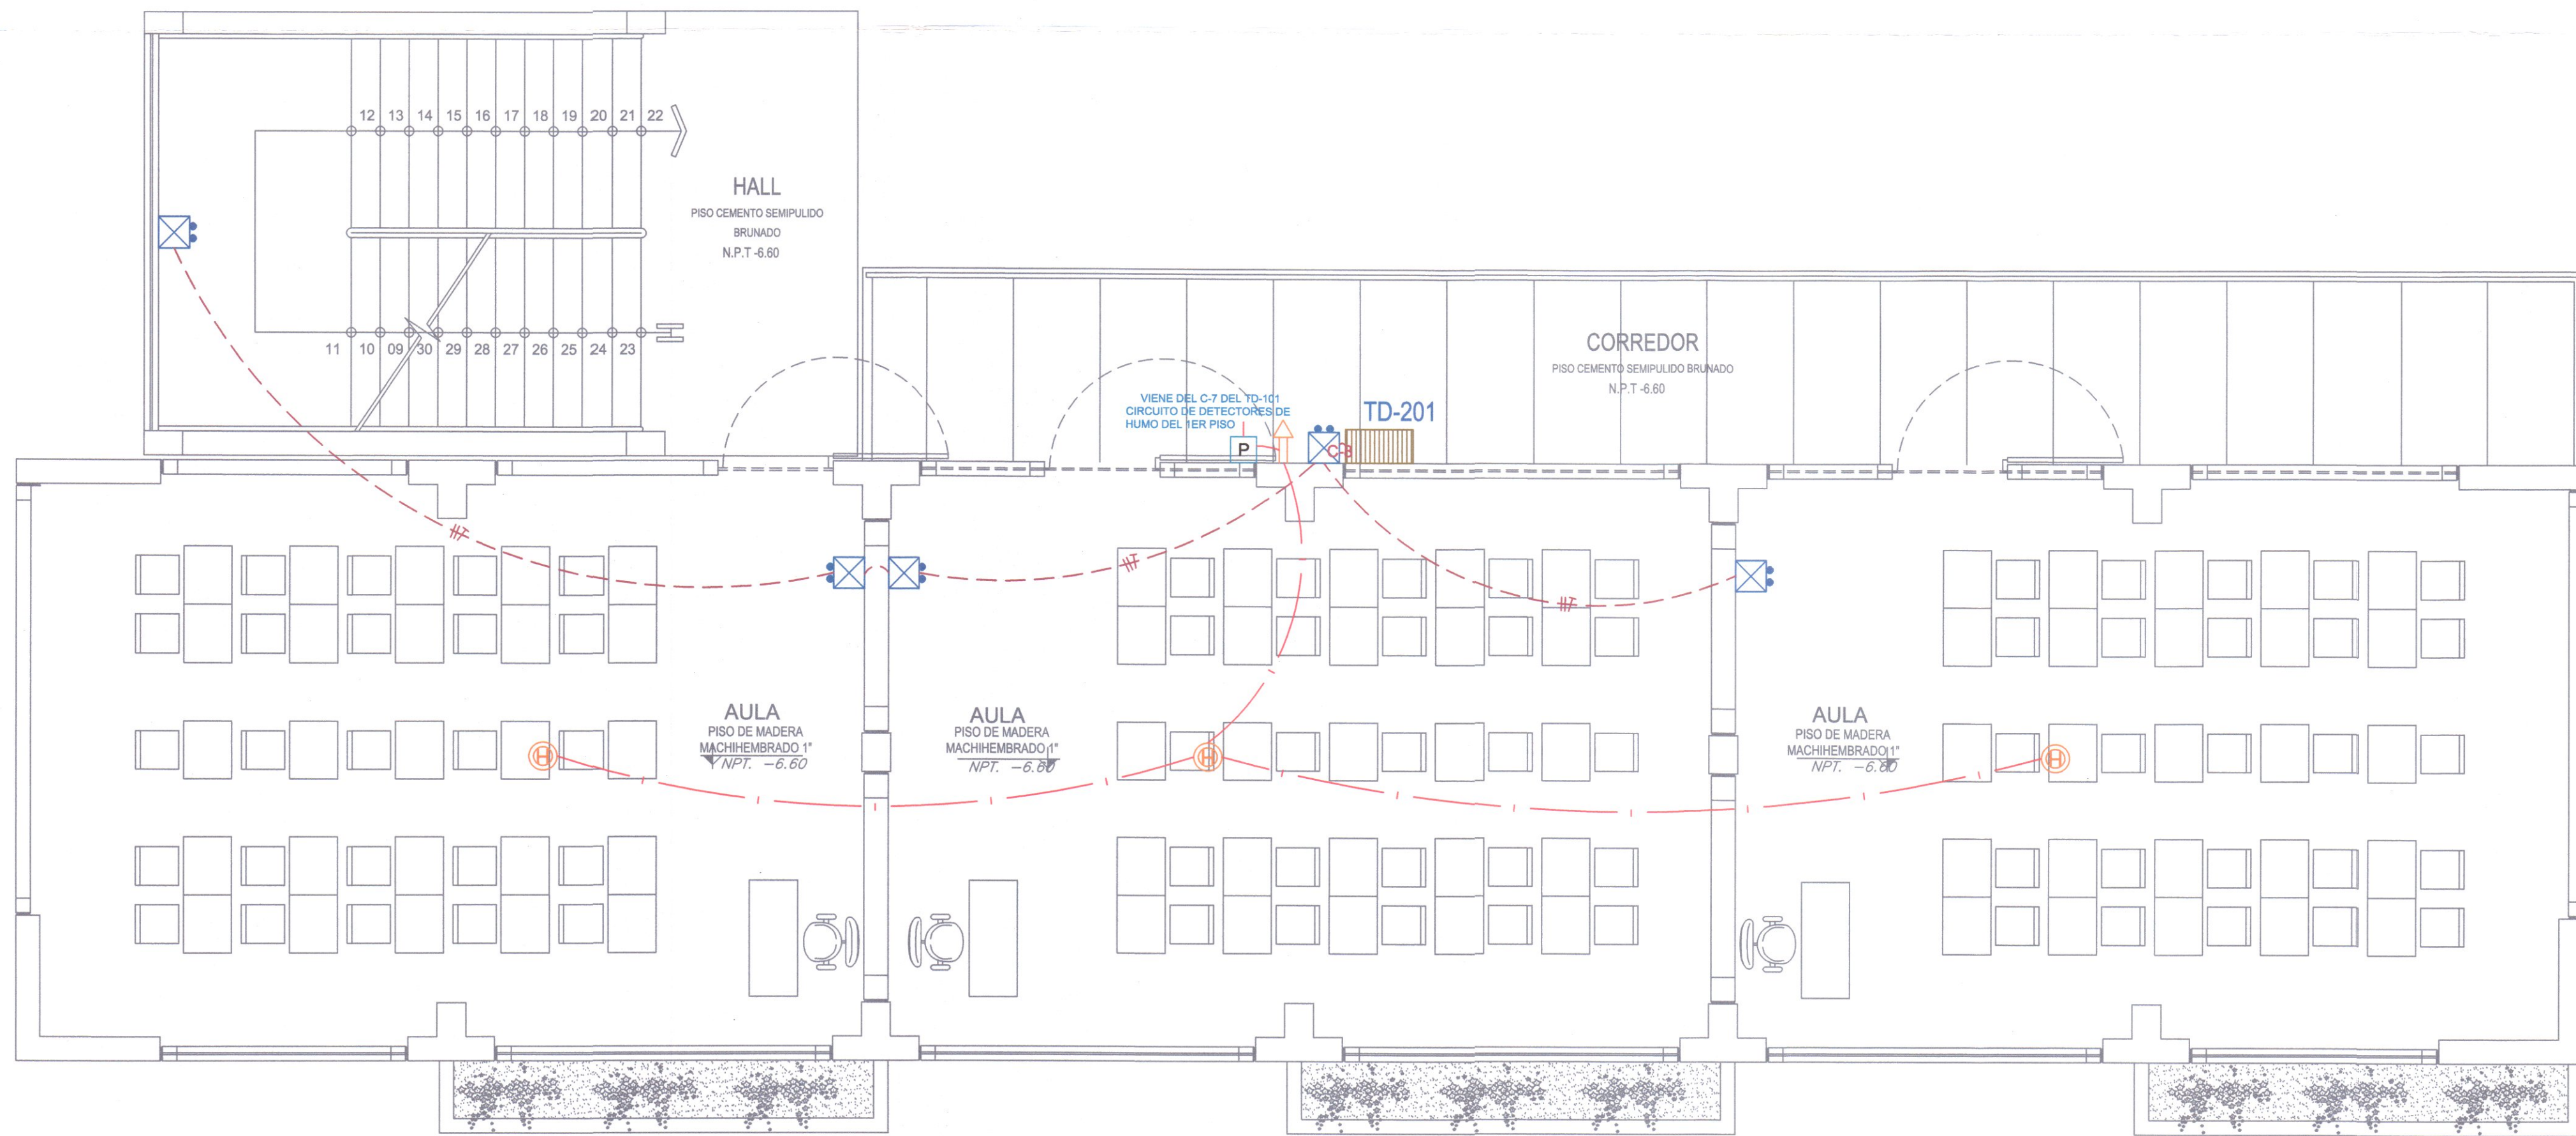 12 13 14 15 16 17 18 19 20 21 22
HALL
PISO CEMENTO SEMIPULIDO
BRUNADO
N.P.T -6.60
11 10 09 30 29 28 27 26 25 24 23
CORREDOR
PISO CEMENTO SEMIPULIDO BRUNADO
N.P.T -6.60
VIENE DEL C-7 DEL TD-101
CIRCUITO DE DETECTORES DE
HUMO DEL 1ER PISO
P
TD-201
AULA
PISO DE MADERA
MACHIHEMBRADO 1"
NPT. -6.60
H
AULA
PISO DE MADERA
MACHIHEMBRADO 1"
NPT. -6.60
H
AULA
PISO DE MADERA
MACHIHEMBRADO 1"
NPT. -6.60
H